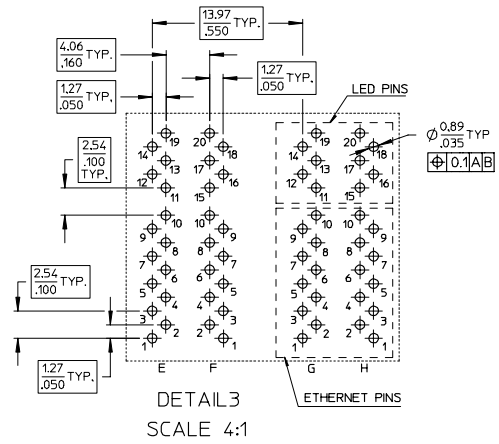 13.97
.550 TYP.
4.06
.160 TYP.
1.27
.050 TYP.
1.27
.050 TYP.
LED PINS
Ø 0.89
.035 TYP
⌖ 0.1 A B
2.54
.100
TYP.
19 20 19 20
14 18 14 18
13 17 13 17
12 16 12 16
11 15 11 15
10 10 10 10
9 9 9 9
8 8 8 8
7 7 7 7
6 6 6 6
5 5 5 5
4 4 4 4
3 3 3 3
2 2 2 2
1 1 1 1
2.54
.100 TYP.
1.27
.050 TYP.
E F G H
ETHERNET PINS
DETAIL3
SCALE 4:1